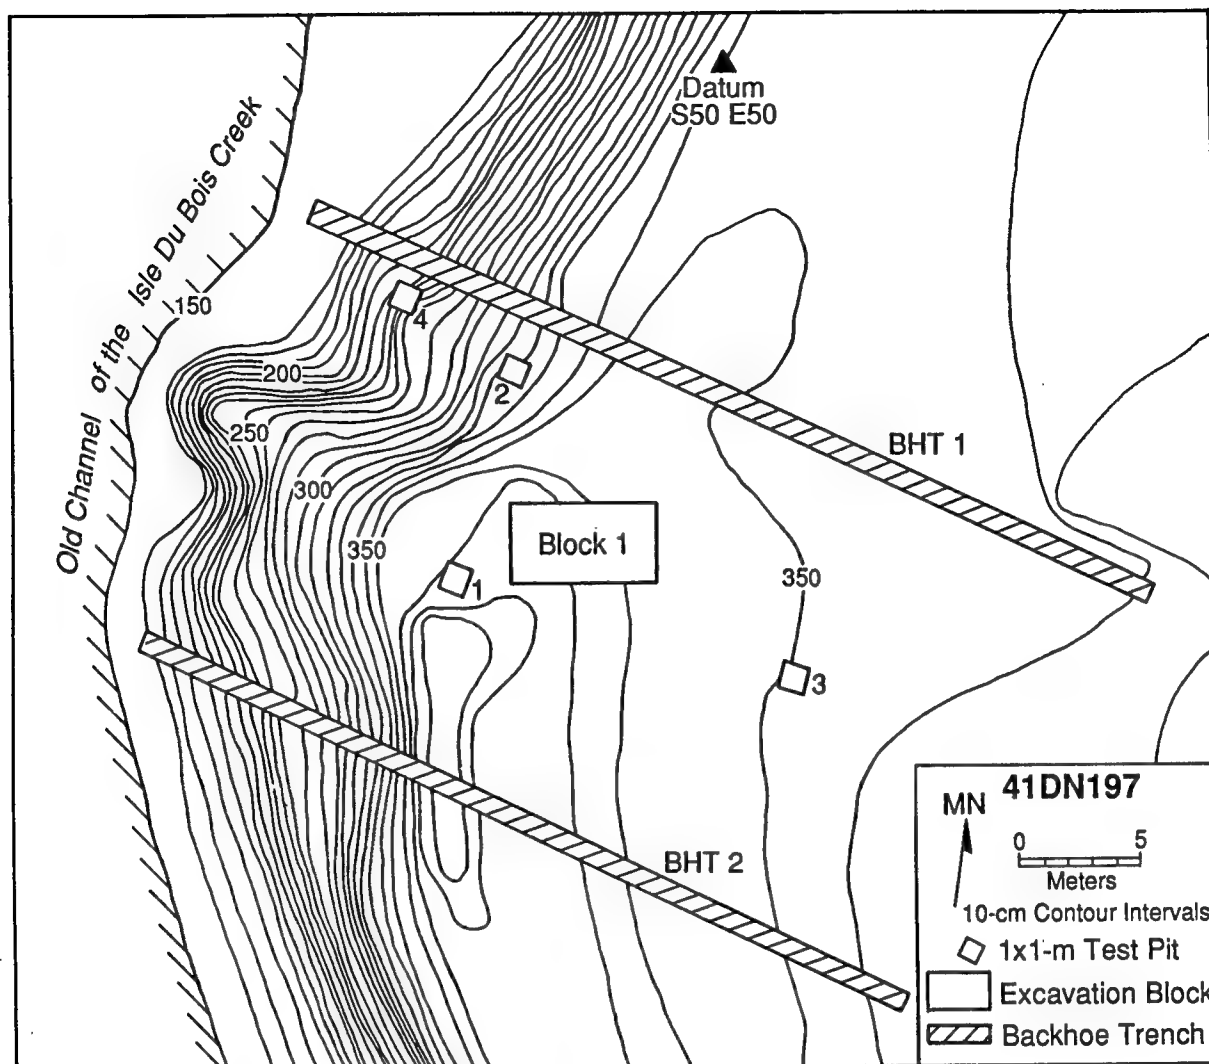 Datum
S50 E50
Old Channel of the Isle Du Bois Creek
150
4
200
2
250
BHT 1
300
Block 1
350
350
1
3
BHT 2
41DN197
MN
0 5
Meters
10-cm Contour Intervals
1x1-m Test Pit
Excavation Block
Backhoe Trench